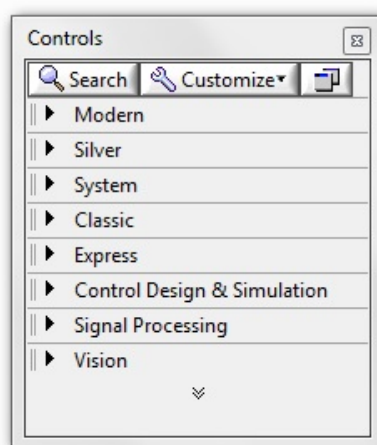 Controls
Search Customize
Modern
Silver
System
Classic
Express
Control Design & Simulation
Signal Processing
Vision